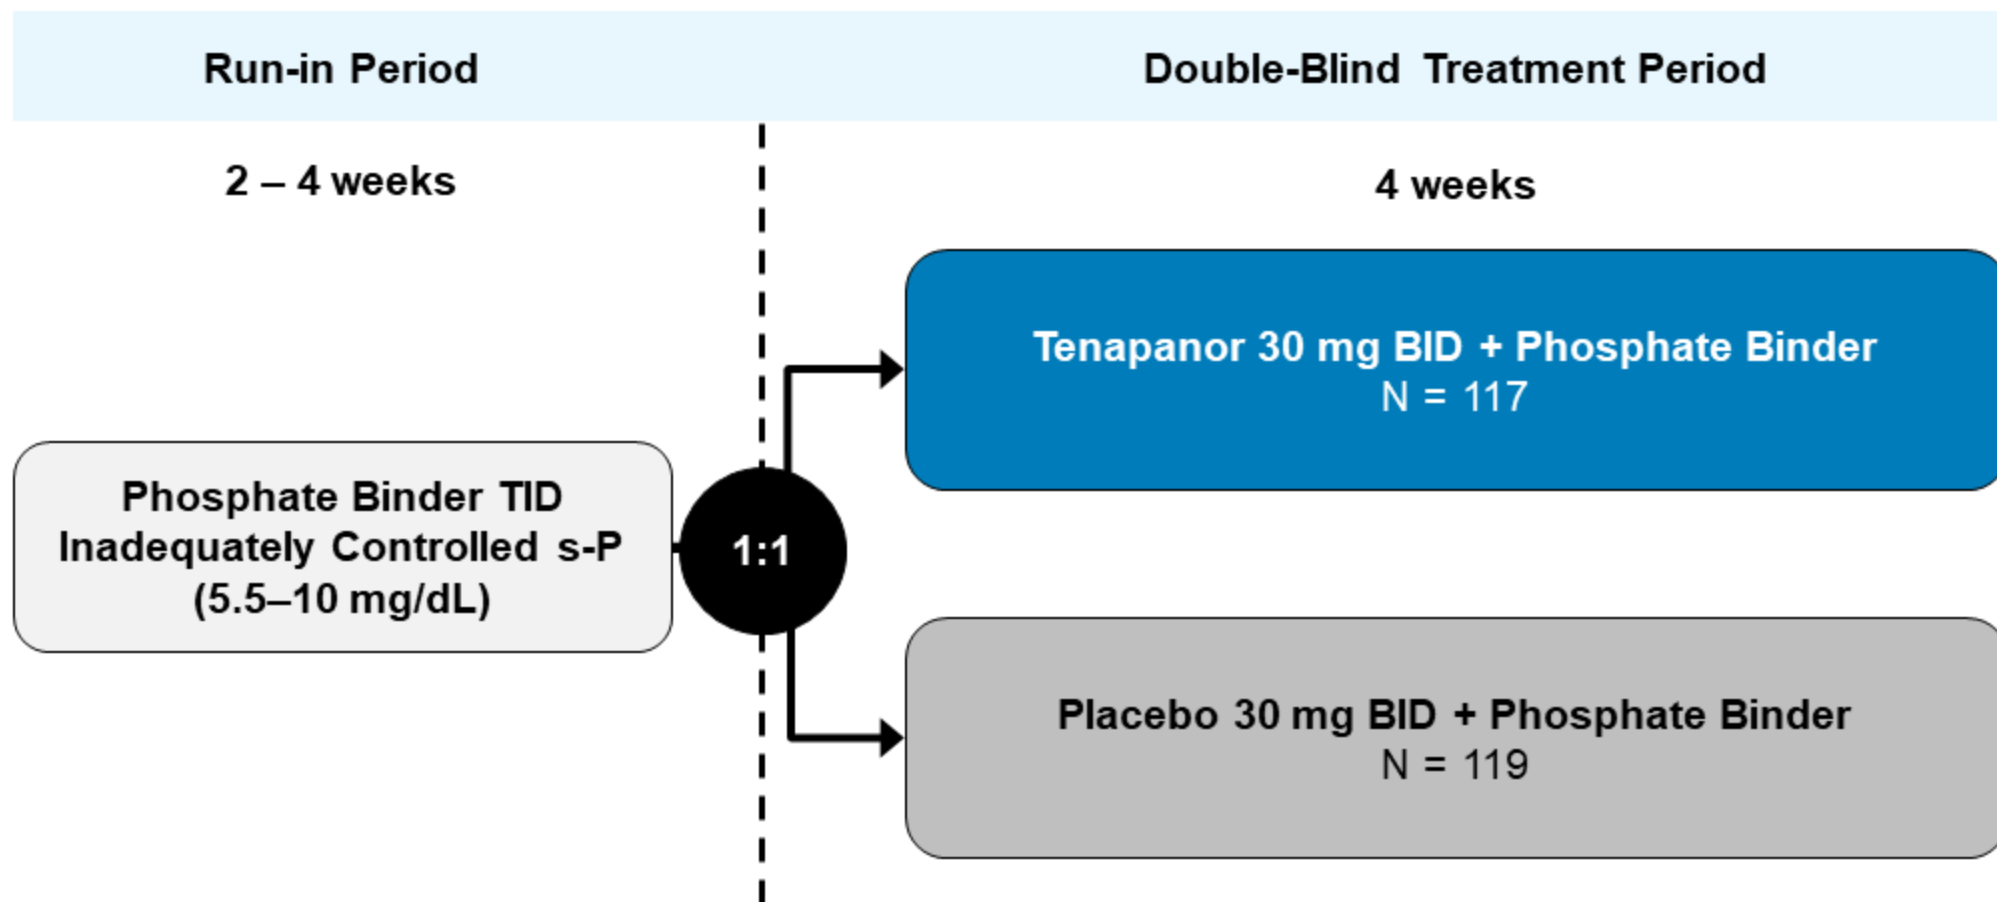 Run-in Period
Double-Blind Treatment Period
2 – 4 weeks
4 weeks
Phosphate Binder TID
Inadequately Controlled s-P
(5.5–10 mg/dL)
1:1
Tenapanor 30 mg BID + Phosphate Binder
N = 117
Placebo 30 mg BID + Phosphate Binder
N = 119